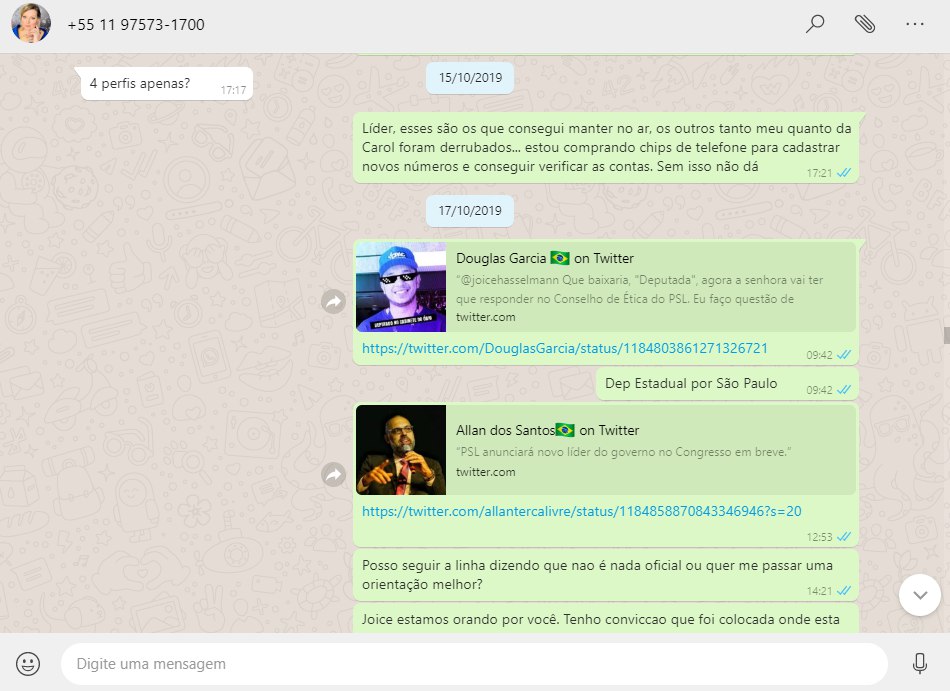 +55 11 97573-1700
15/10/2019
4 perfis apenas?
17:17
Líder, esses são os que consegui manter no ar, os outros tanto meu quanto da
Carol foram derrubados... estou comprando chips de telefone para cadastrar
novos números e conseguir verificar as contas. Sem isso não dá
17:21
17/10/2019
Douglas Garcia 🇧🇷 on Twitter
"@joicehasselmann Que baixaria, "Deputada", agora a senhora vai ter
que responder no Conselho de Ética do PSL. Eu faço questão de
twitter.com
https://twitter.com/DouglasGarcia/status/1184803861271326721
09:42
Dep Estadual por São Paulo
09:42
Allan dos Santos🇧🇷 on Twitter
"PSL anunciará novo líder do governo no Congresso em breve."
twitter.com
https://twitter.com/allantercalivre/status/1184858870843346946?s=20
12:53
Posso seguir a linha dizendo que nao é nada oficial ou quer me passar uma
orientação melhor?
14:21
Joice estamos orando por você. Tenho conviccao que foi colocada onde esta
Digite uma mensagem